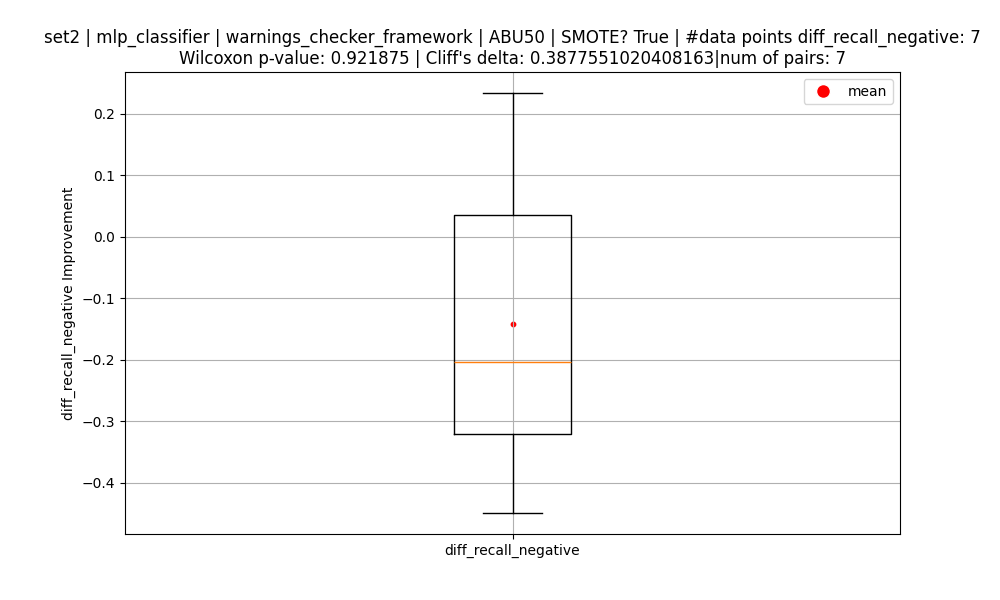 set2 | mlp_classifier | warnings_checker_framework | ABU50 | SMOTE? True | #data points diff_recall_negative: 7
Wilcoxon p-value: 0.921875 | Cliff's delta: 0.3877551020408163|num of pairs: 7
mean
0.2
0.1
0.0
−0.1
−0.2
−0.3
−0.4
diff_recall_negative Improvement
diff_recall_negative